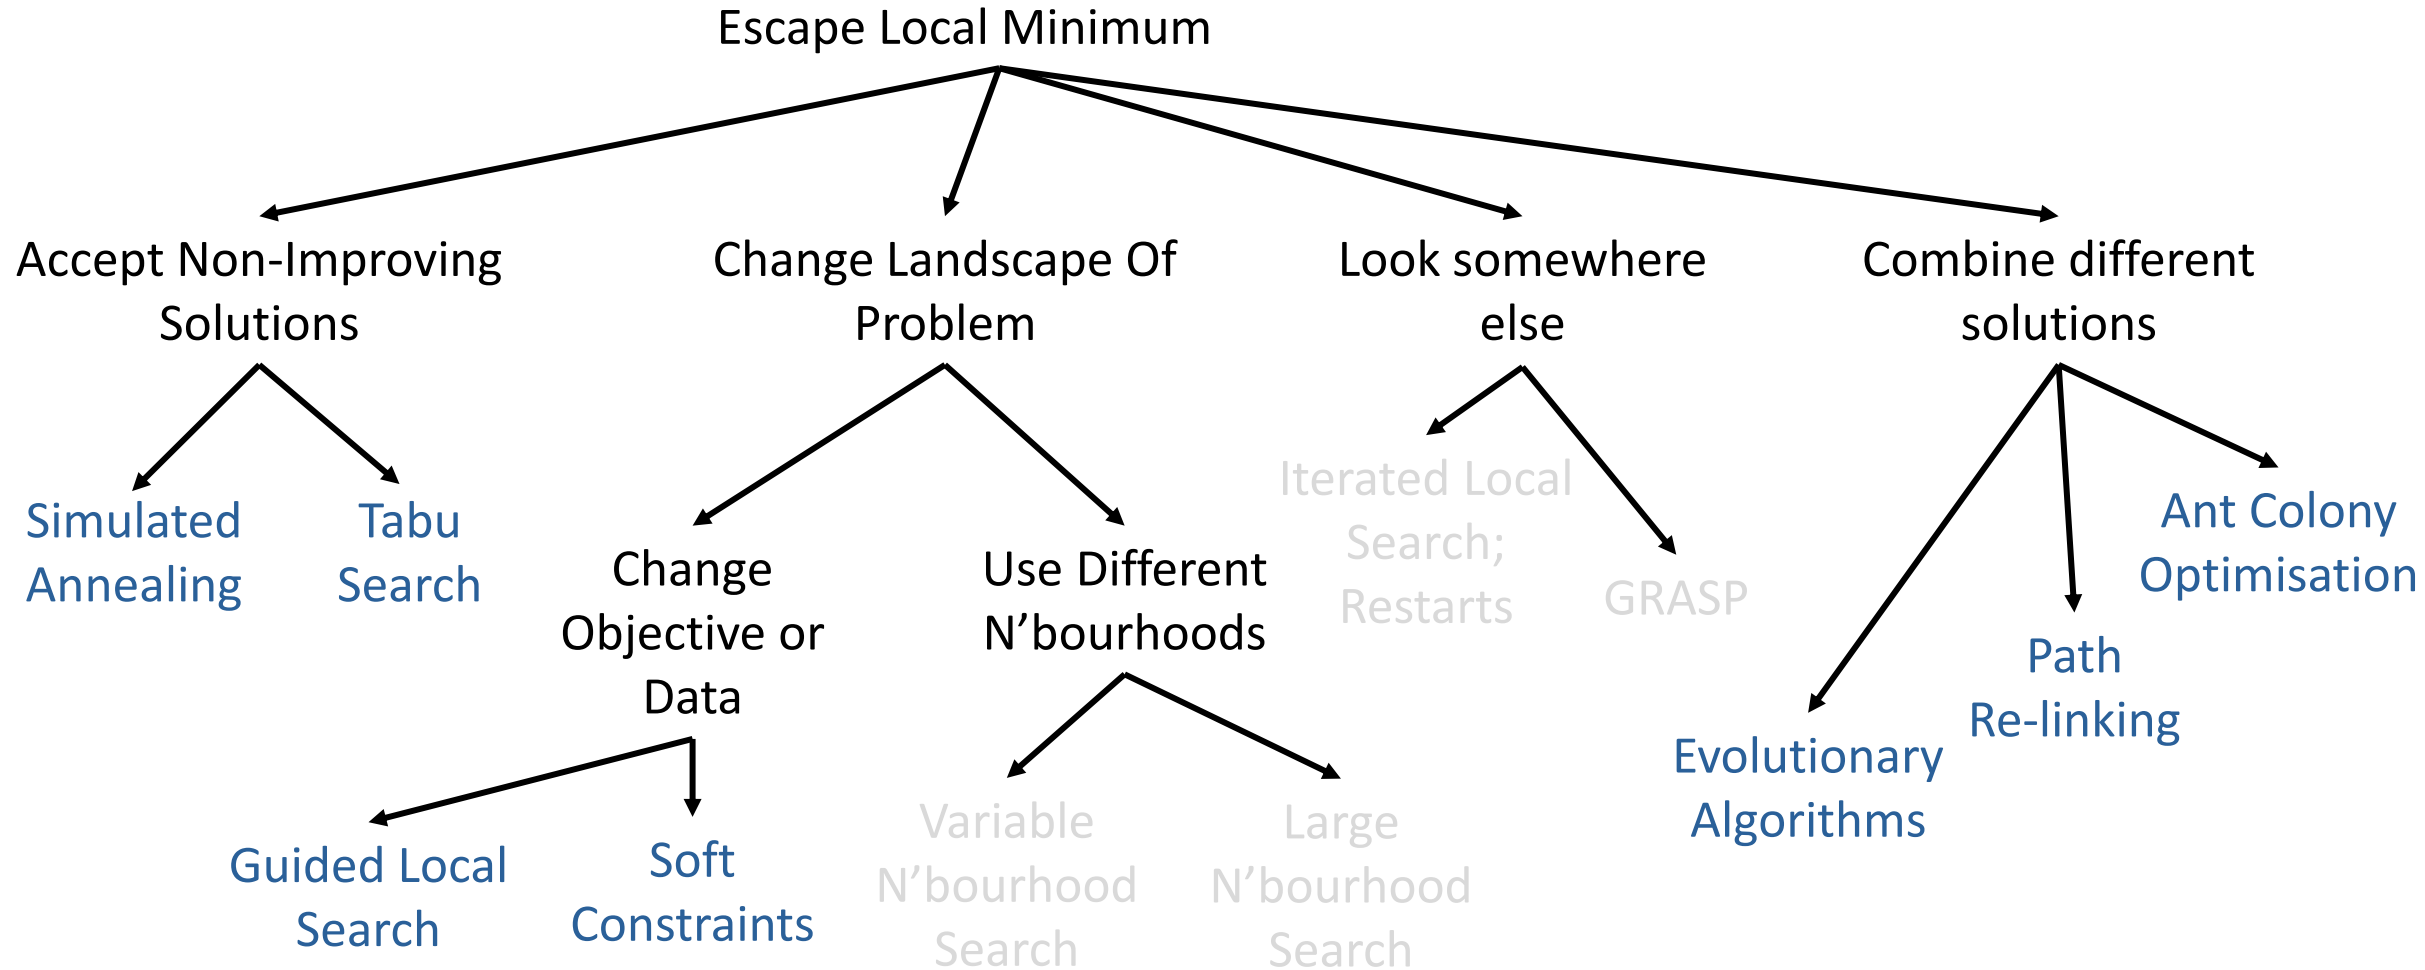 Escape Local Minimum
Accept Non-Improving
Solutions
Change Landscape Of
Problem
Look somewhere
else
Combine different
solutions
Simulated
Annealing
Tabu
Search
Change
Objective or
Data
Use Different
N’bourhoods
Iterated Local
Search;
Restarts
GRASP
Ant Colony
Optimisation
Path
Re-linking
Evolutionary
Algorithms
Guided Local
Search
Soft
Constraints
Variable
N’bourhood
Search
Large
N’bourhood
Search